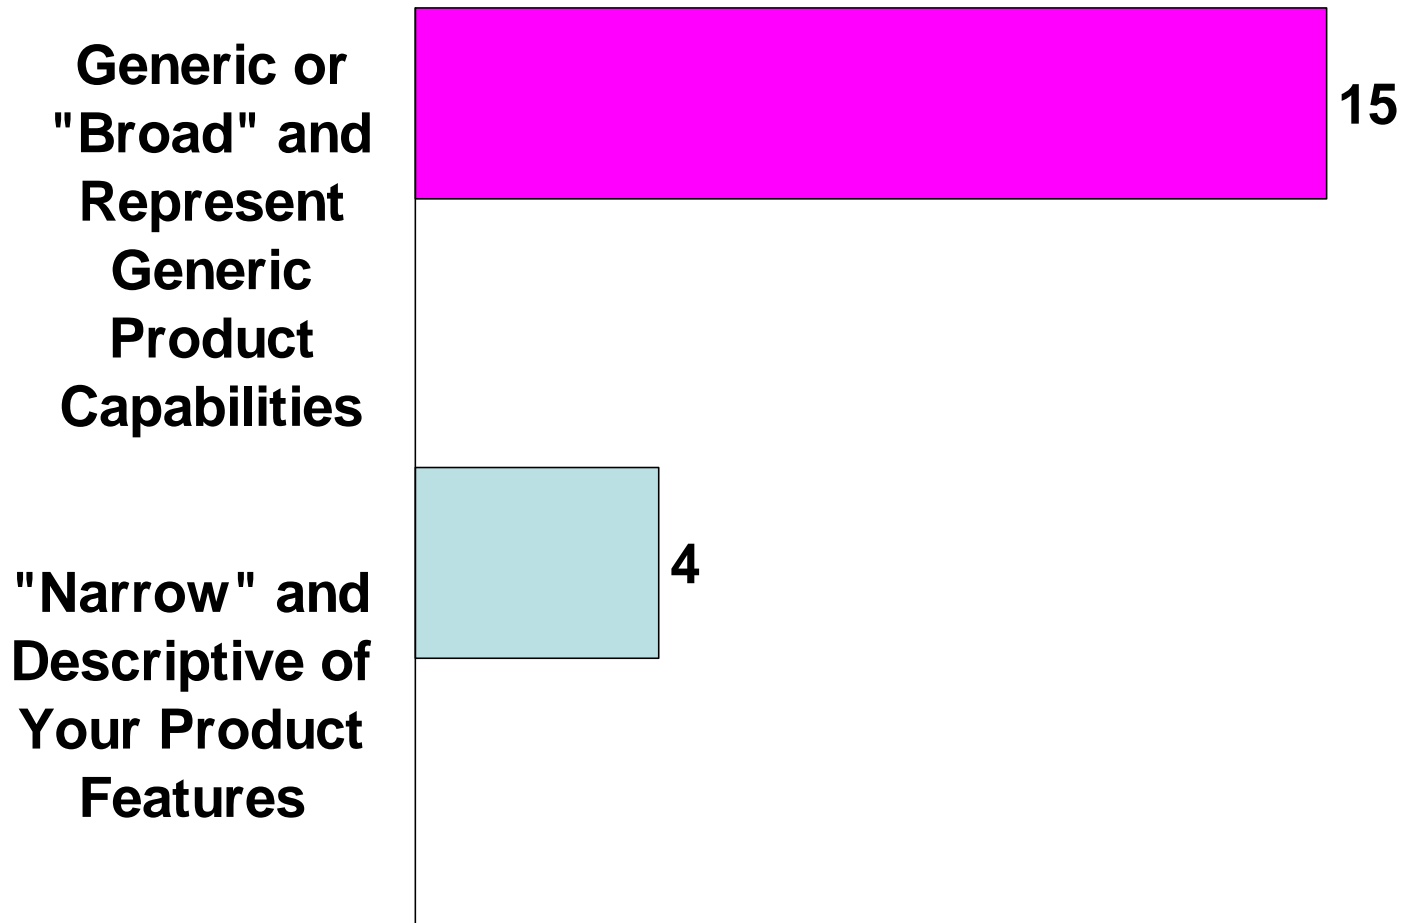 Generic or
"Broad" and
Represent
Generic
Product
Capabilities
15
"Narrow" and
Descriptive of
Your Product
Features
4